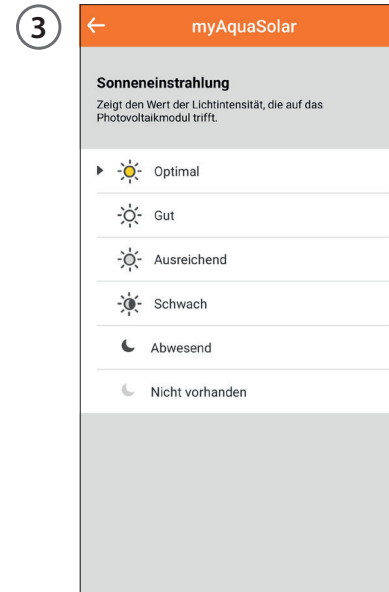 3
myAquaSolar
Sonneneinstrahlung
Zeigt den Wert der Lichtintensität, die auf das
Photovoltaikmodul trifft.
Optimal
Gut
Ausreichend
Schwach
Abwesend
Nicht vorhanden